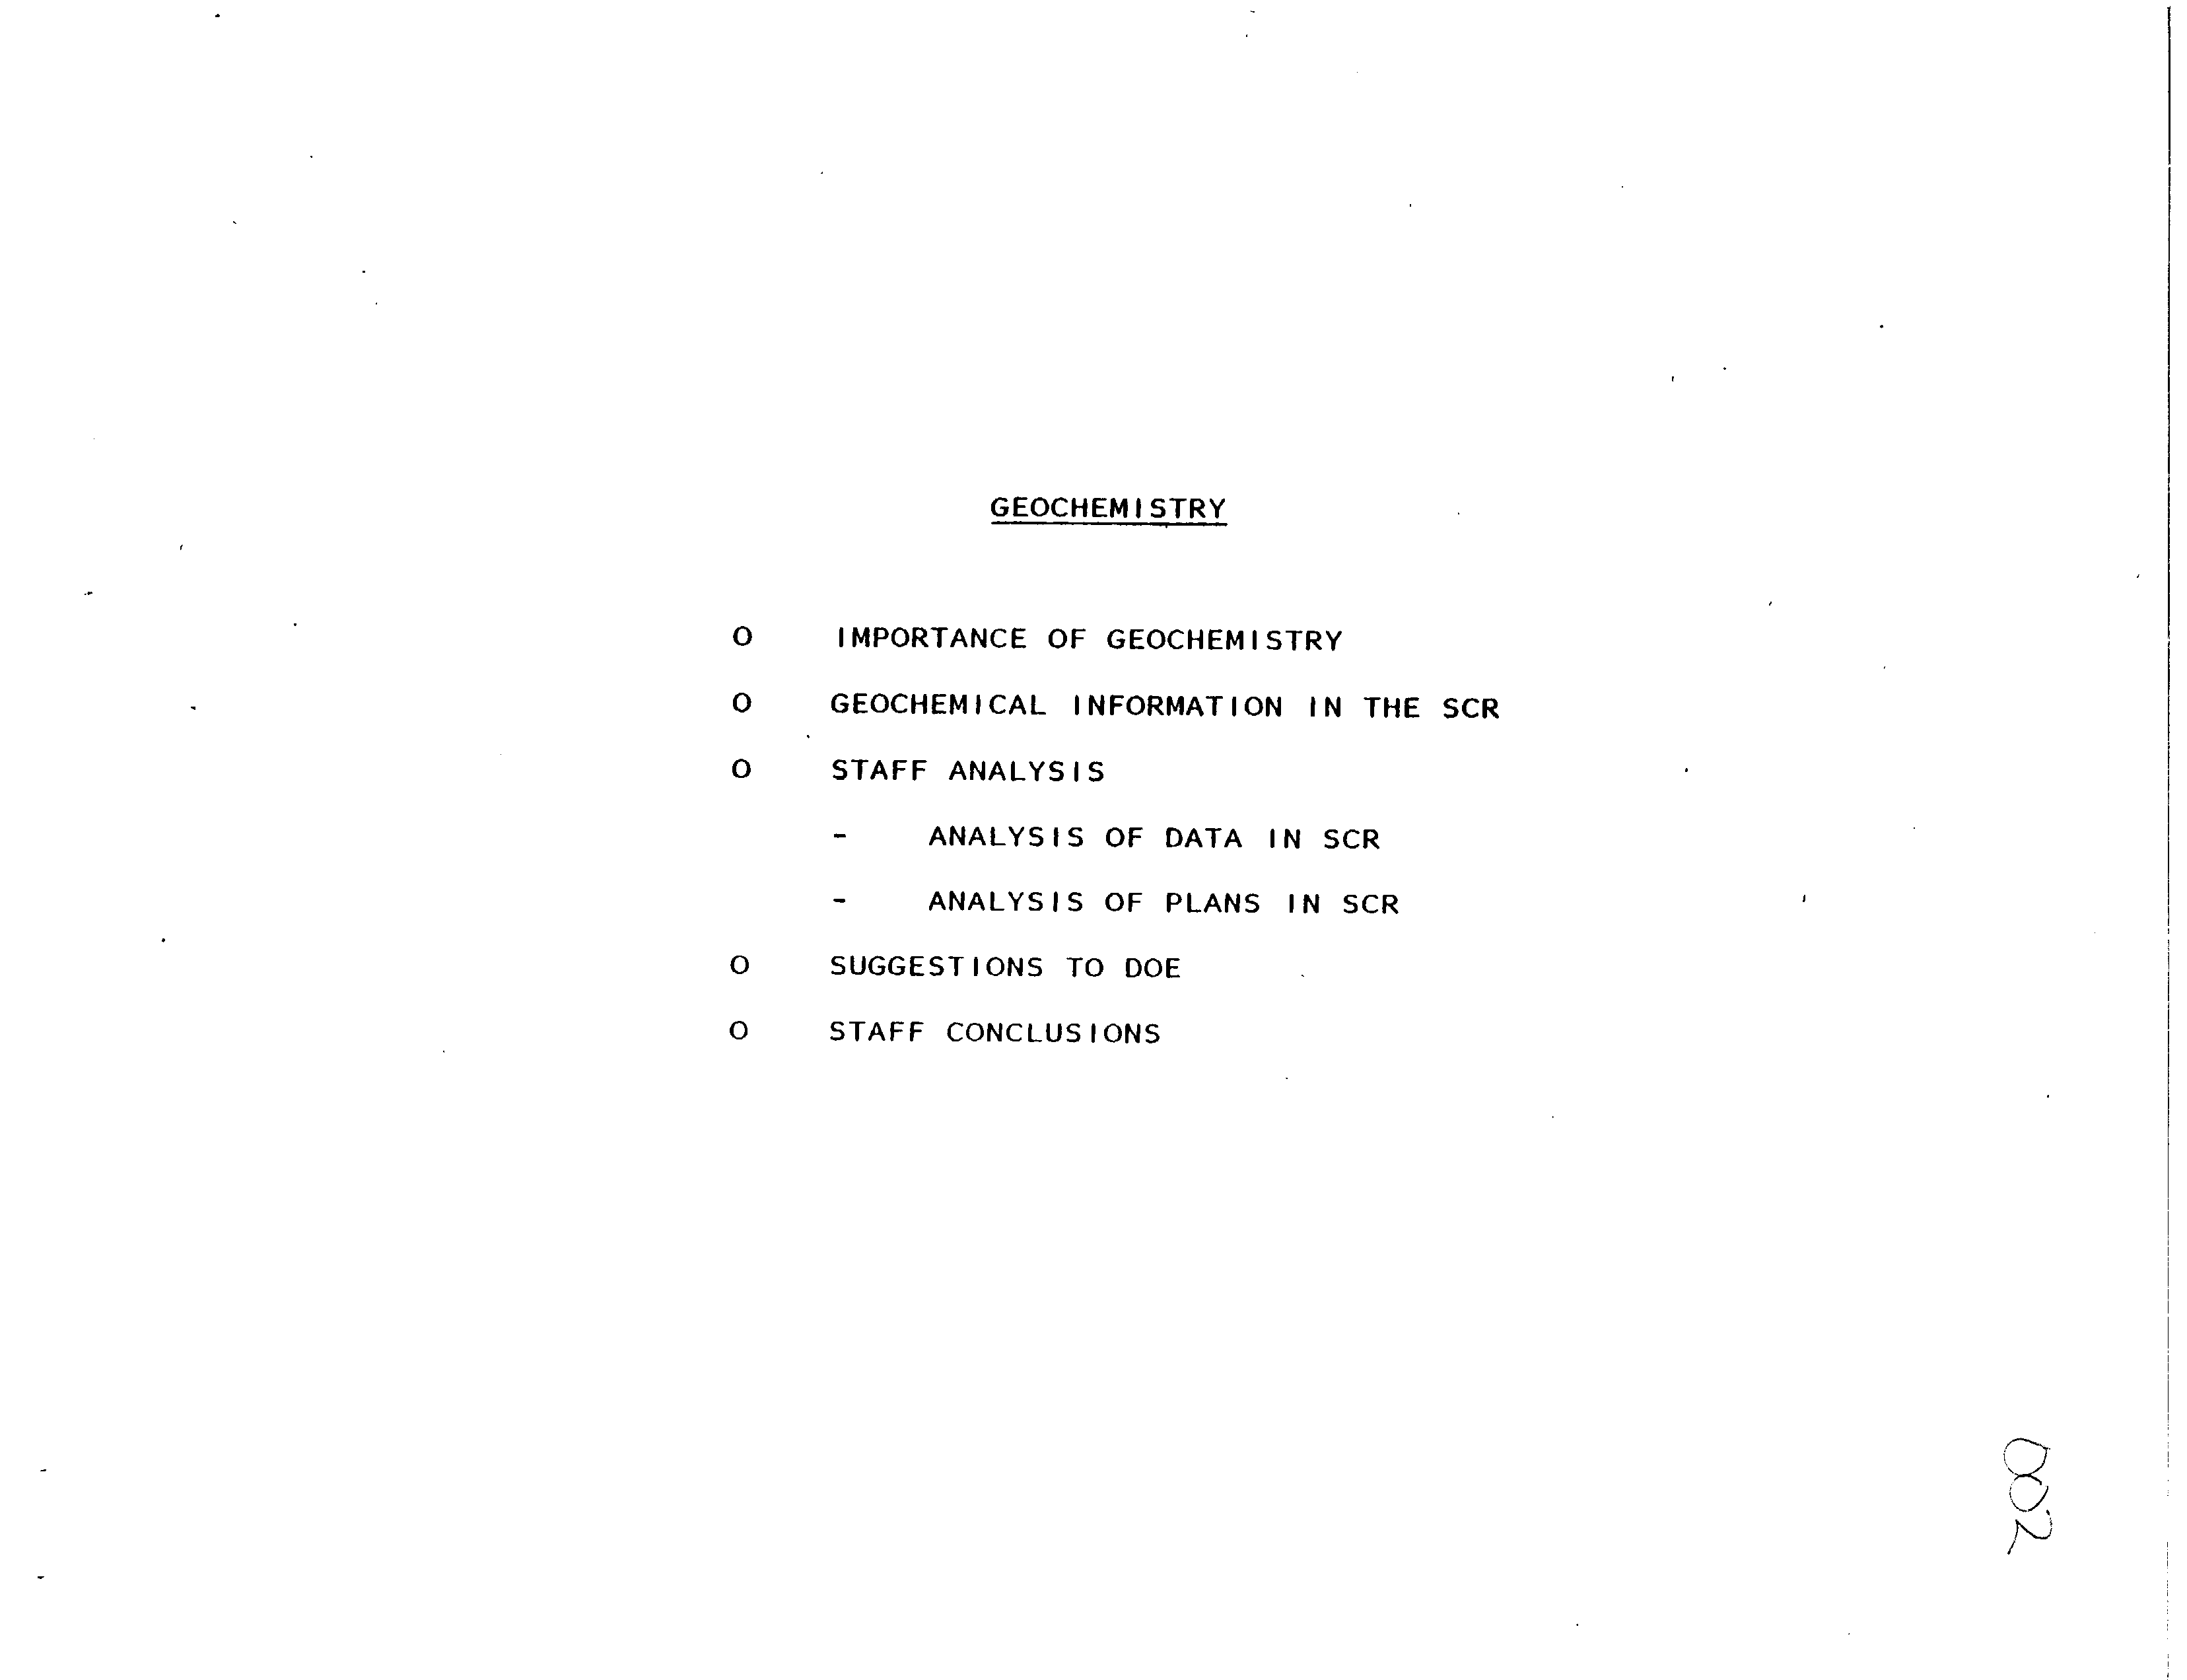 GEOCHEMISTRY
O IMPORTANCE OF GEOCHEMISTRY
O GEOCHEMICAL INFORMATION IN THE SCR
O STAFF ANALYSIS
- ANALYSIS OF DATA IN SCR
- ANALYSIS OF PLANS IN SCR
O SUGGESTIONS TO DOE
O STAFF CONCLUSIONS
002